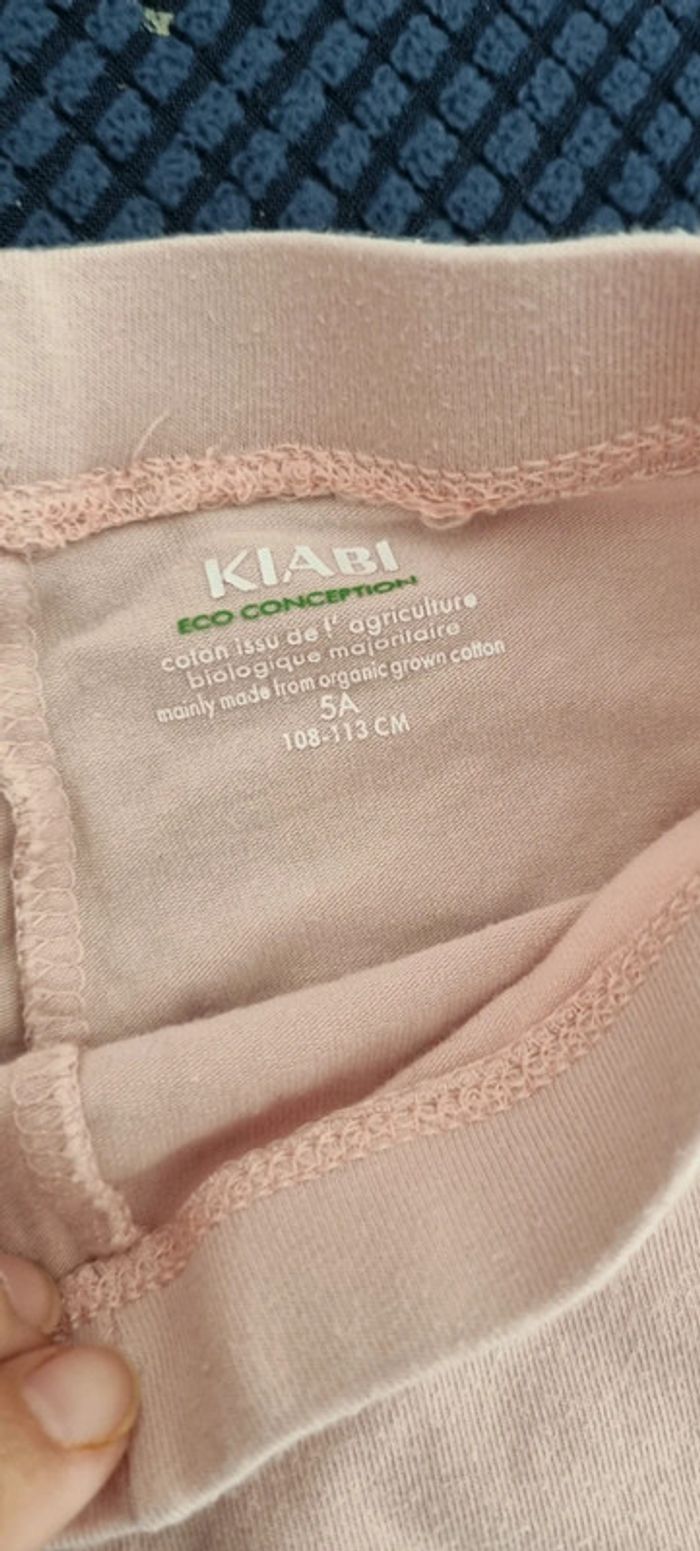 KIABI
ECO CONCEPTION
coton issu de l' agriculture
biologique majoritaire
mainly made from organic grown cotton
5A
108-113 CM